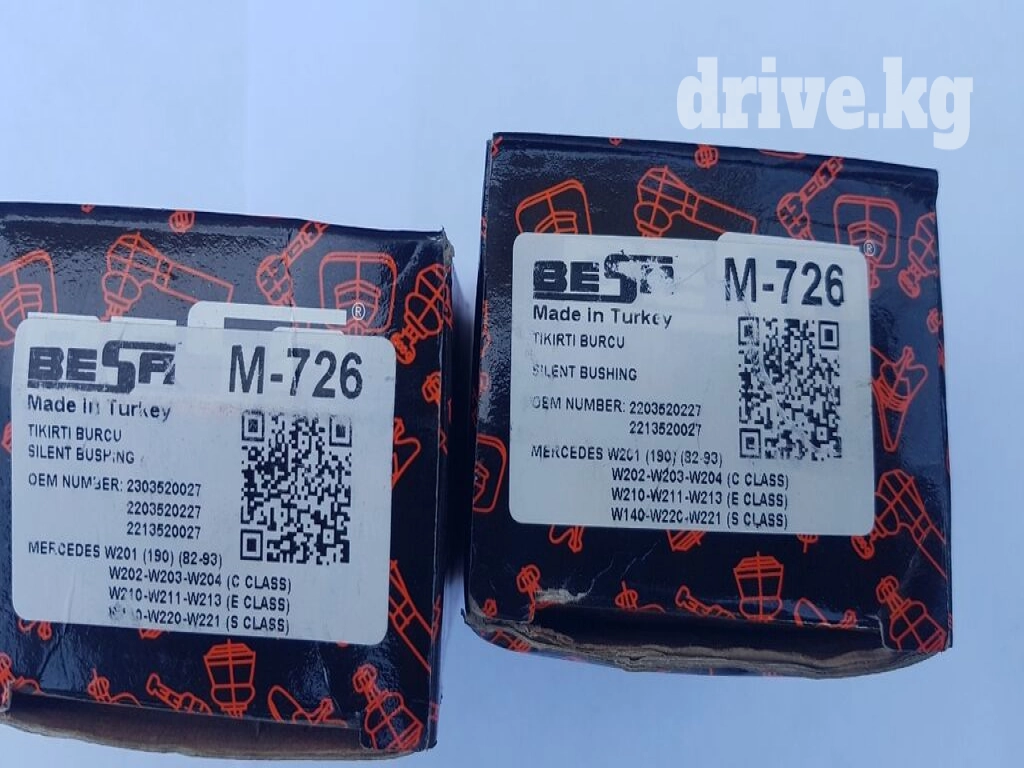 drive.kg
BESFA M-726
Made in Turkey
TIKIRTI BURCU
SILENT BUSHING
OEM NUMBER: 2303520027
2203520227
2213520027
MERCEDES W201 (190) (82-93)
W202-W203-W204 (C CLASS)
W210-W211-W213 (E CLASS)
W140-W220-W221 (S CLASS)
®
M-726
Made in Turkey
TIKIRTI BURCU
SILENT BUSHING
OEM NUMBER: 2203520227
2213520027
MERCEDES W201 (190) (82-93)
W202-W203-W204 (C CLASS)
W210-W211-W213 (E CLASS)
W140-W220-W221 (S CLASS)
®